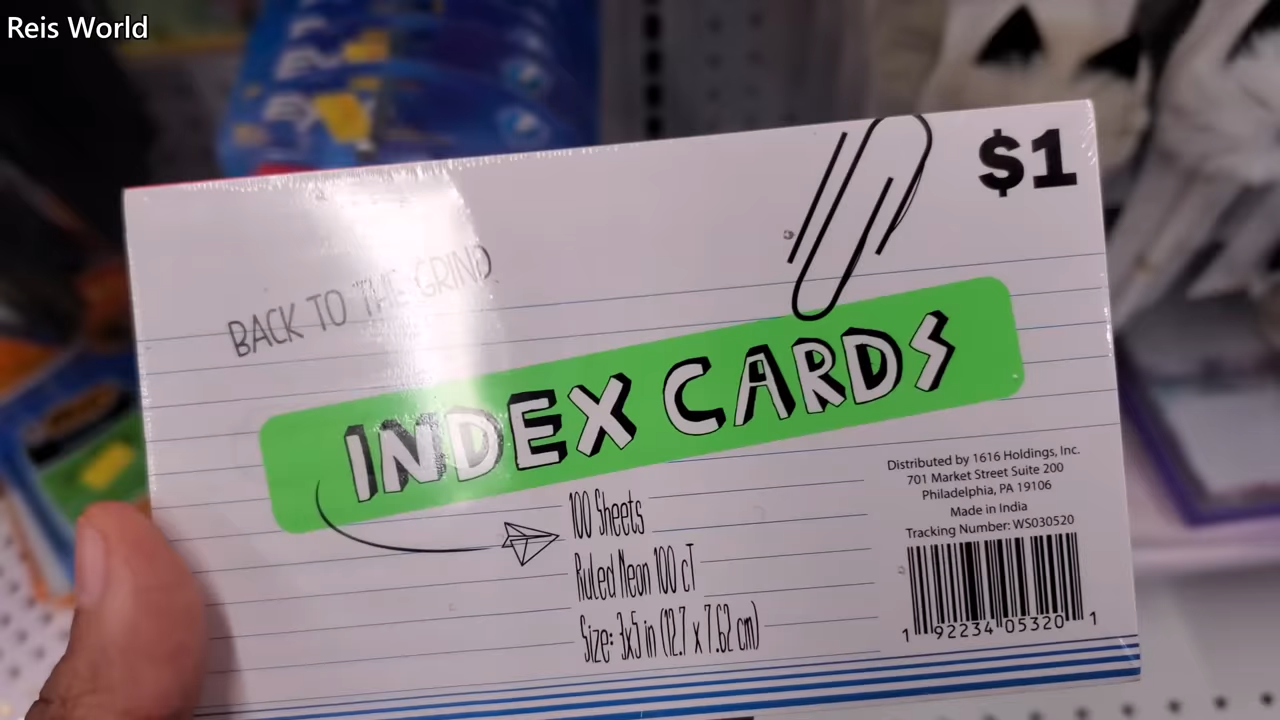 Reis World
$1
BACK TO THE GRIND
INDEX CARDS
100 Sheets
Ruled Neon 100 cT
Size: 3x5 in (12.7 x 7.62 cm)
Distributed by 1616 Holdings, Inc.
701 Market Street Suite 200
Philadelphia, PA 19106
Made in India
Tracking Number: WS030520
1 92234 05320 1